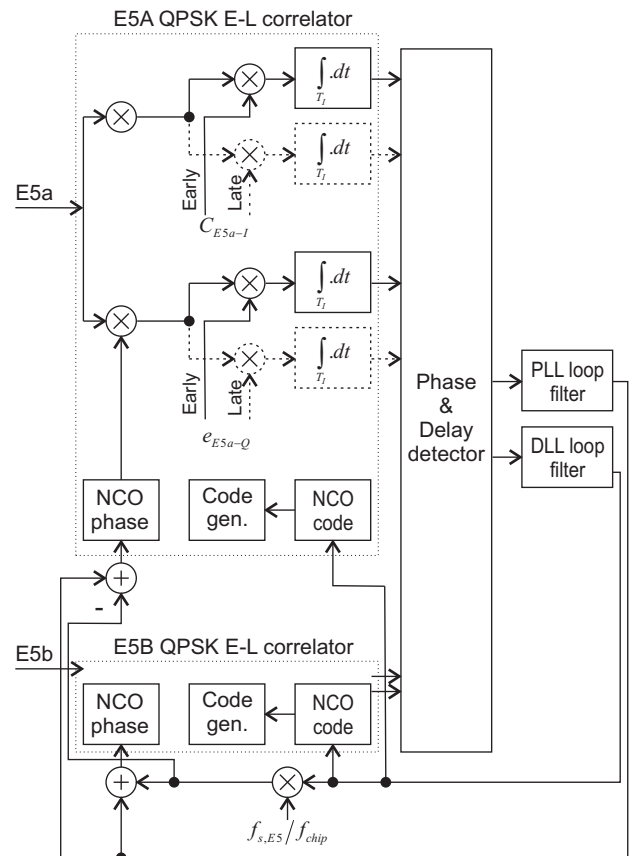 E5A QPSK E-L correlator
∫ .dt
T_I
Early
Late
∫ .dt
T_I
E5a
C_{E5a-I}
∫ .dt
T_I
Early
Late
∫ .dt
T_I
e_{E5a-Q}
Phase
&
Delay
detector
PLL loop
filter
DLL loop
filter
NCO
phase
Code
gen.
NCO
code
+
-
E5B QPSK E-L correlator
E5b
NCO
phase
Code
gen.
NCO
code
+
×
f_{s,E5}/f_{chip}